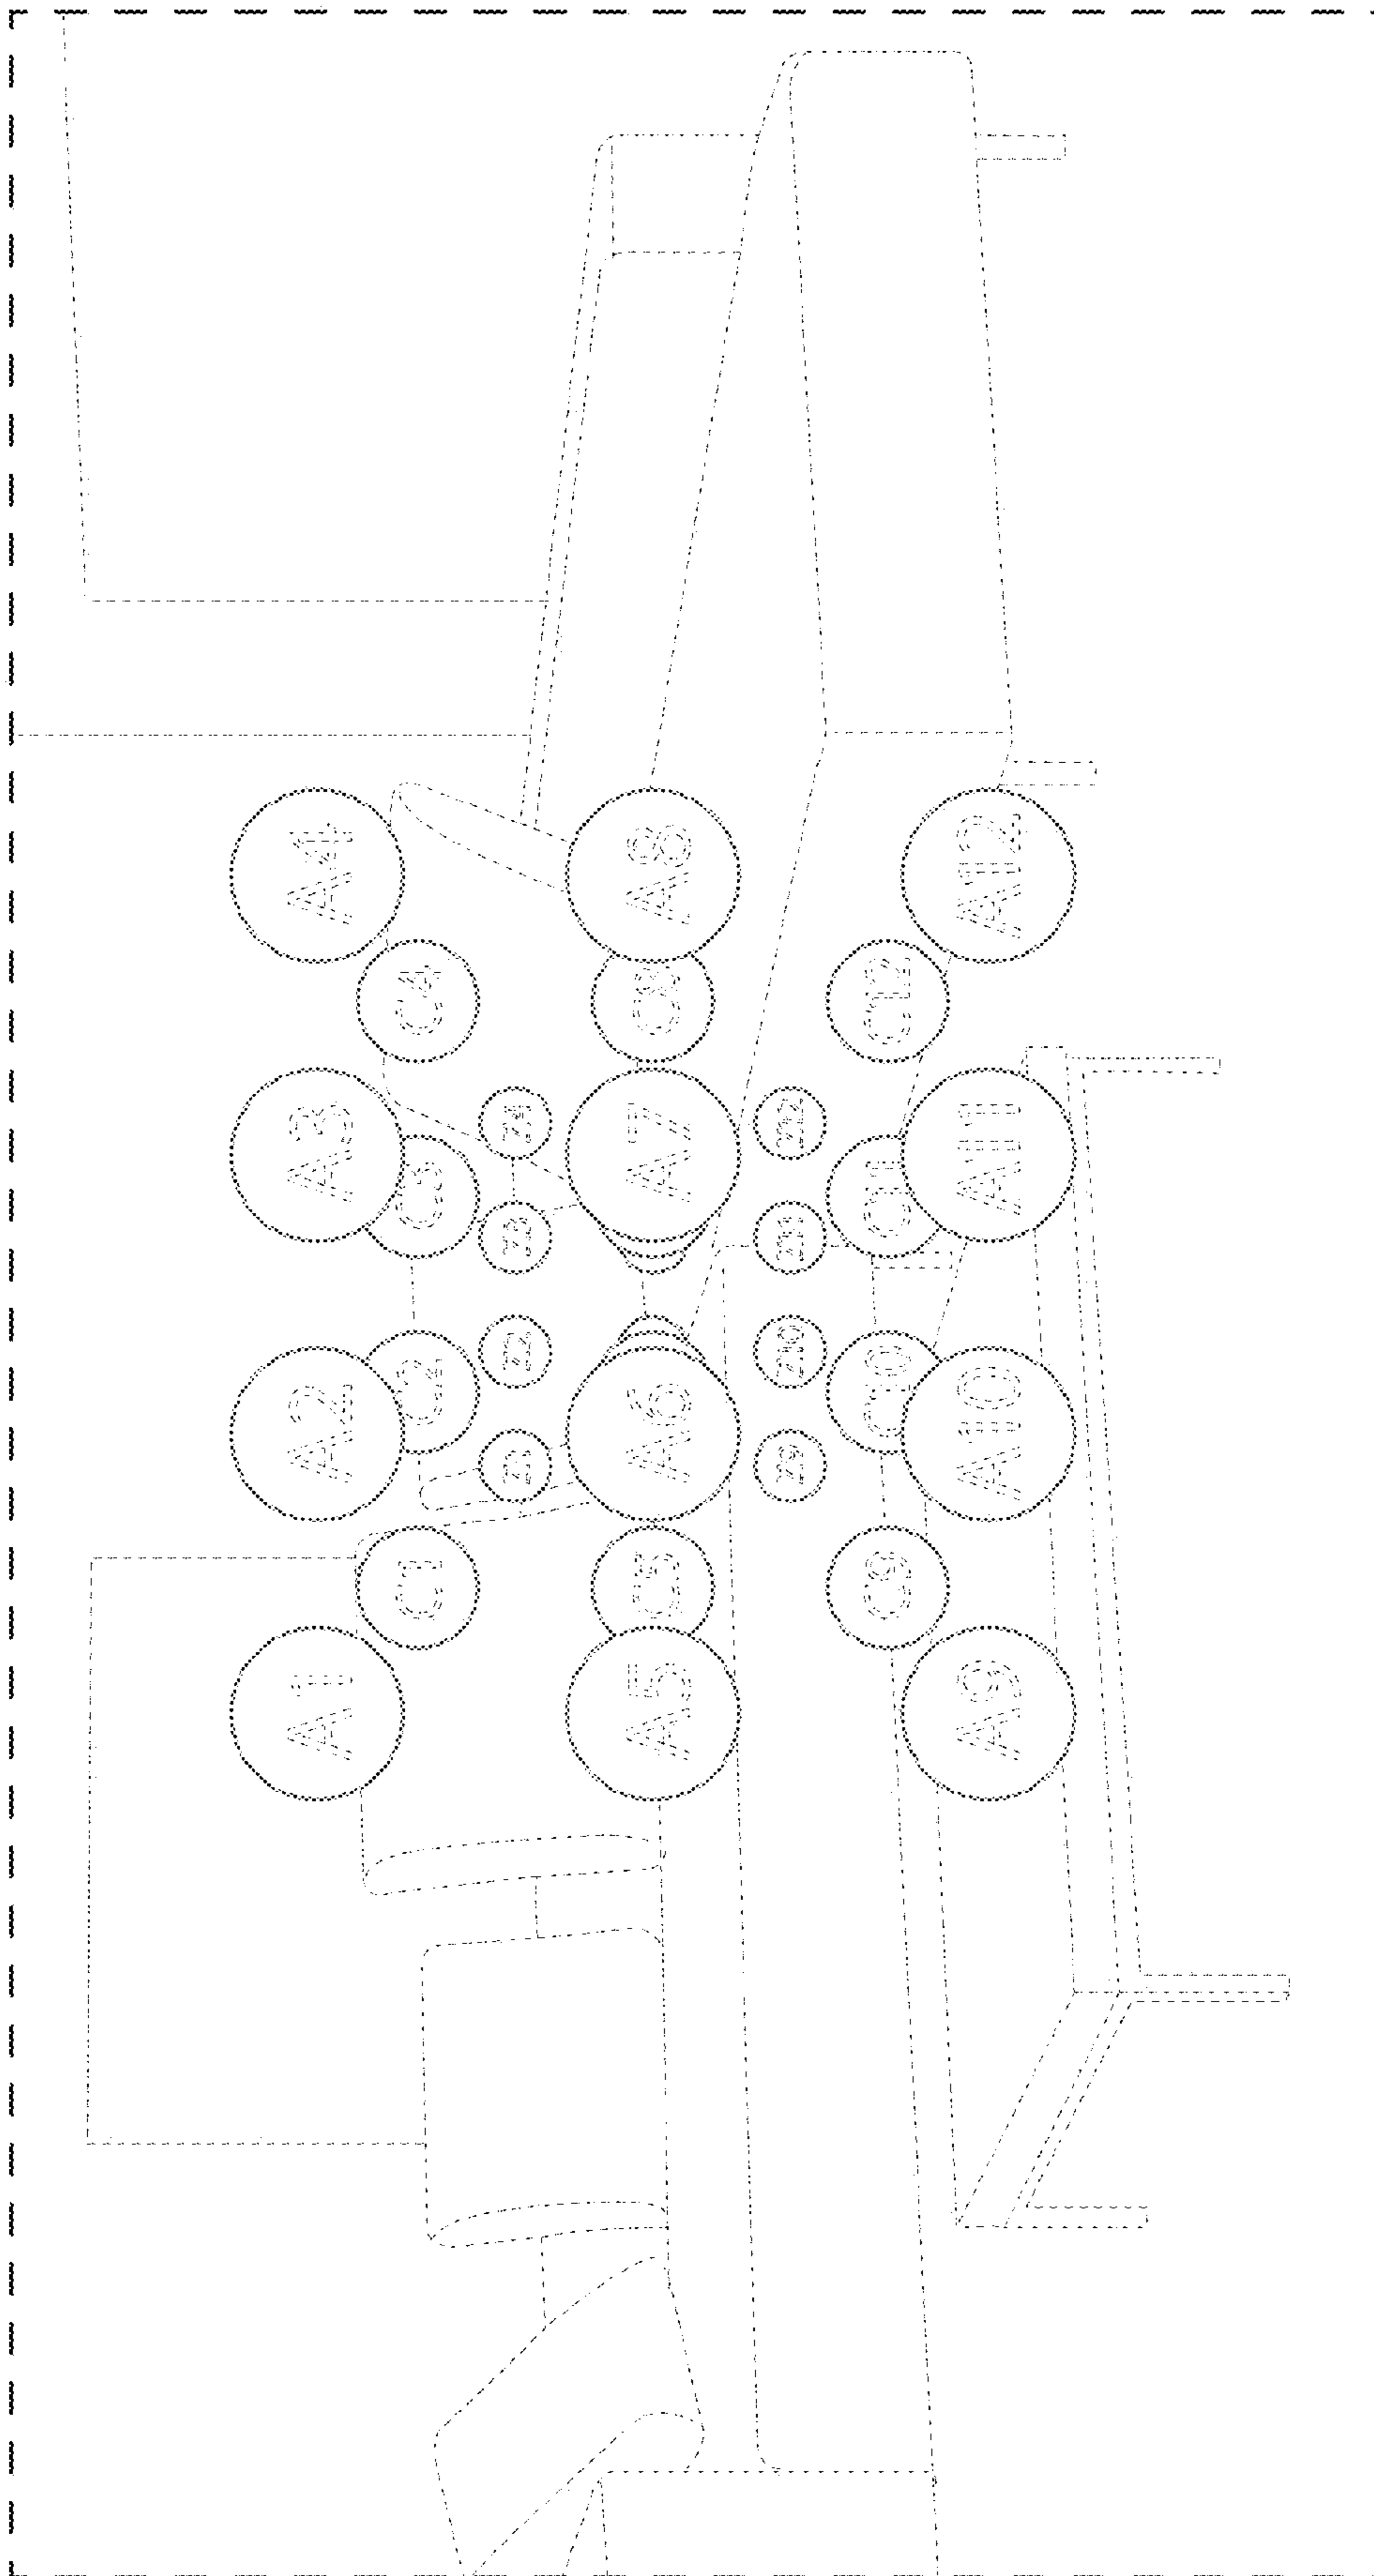 A1 A2 A3 A4
C1 C2 C3 C4
Z1 Z2 Z3 Z4
A5 C5 A6 A7 C8 A8
Z9 Z10 Z11 Z12
C9 C10 C11 C12
A9 A10 A11 A12